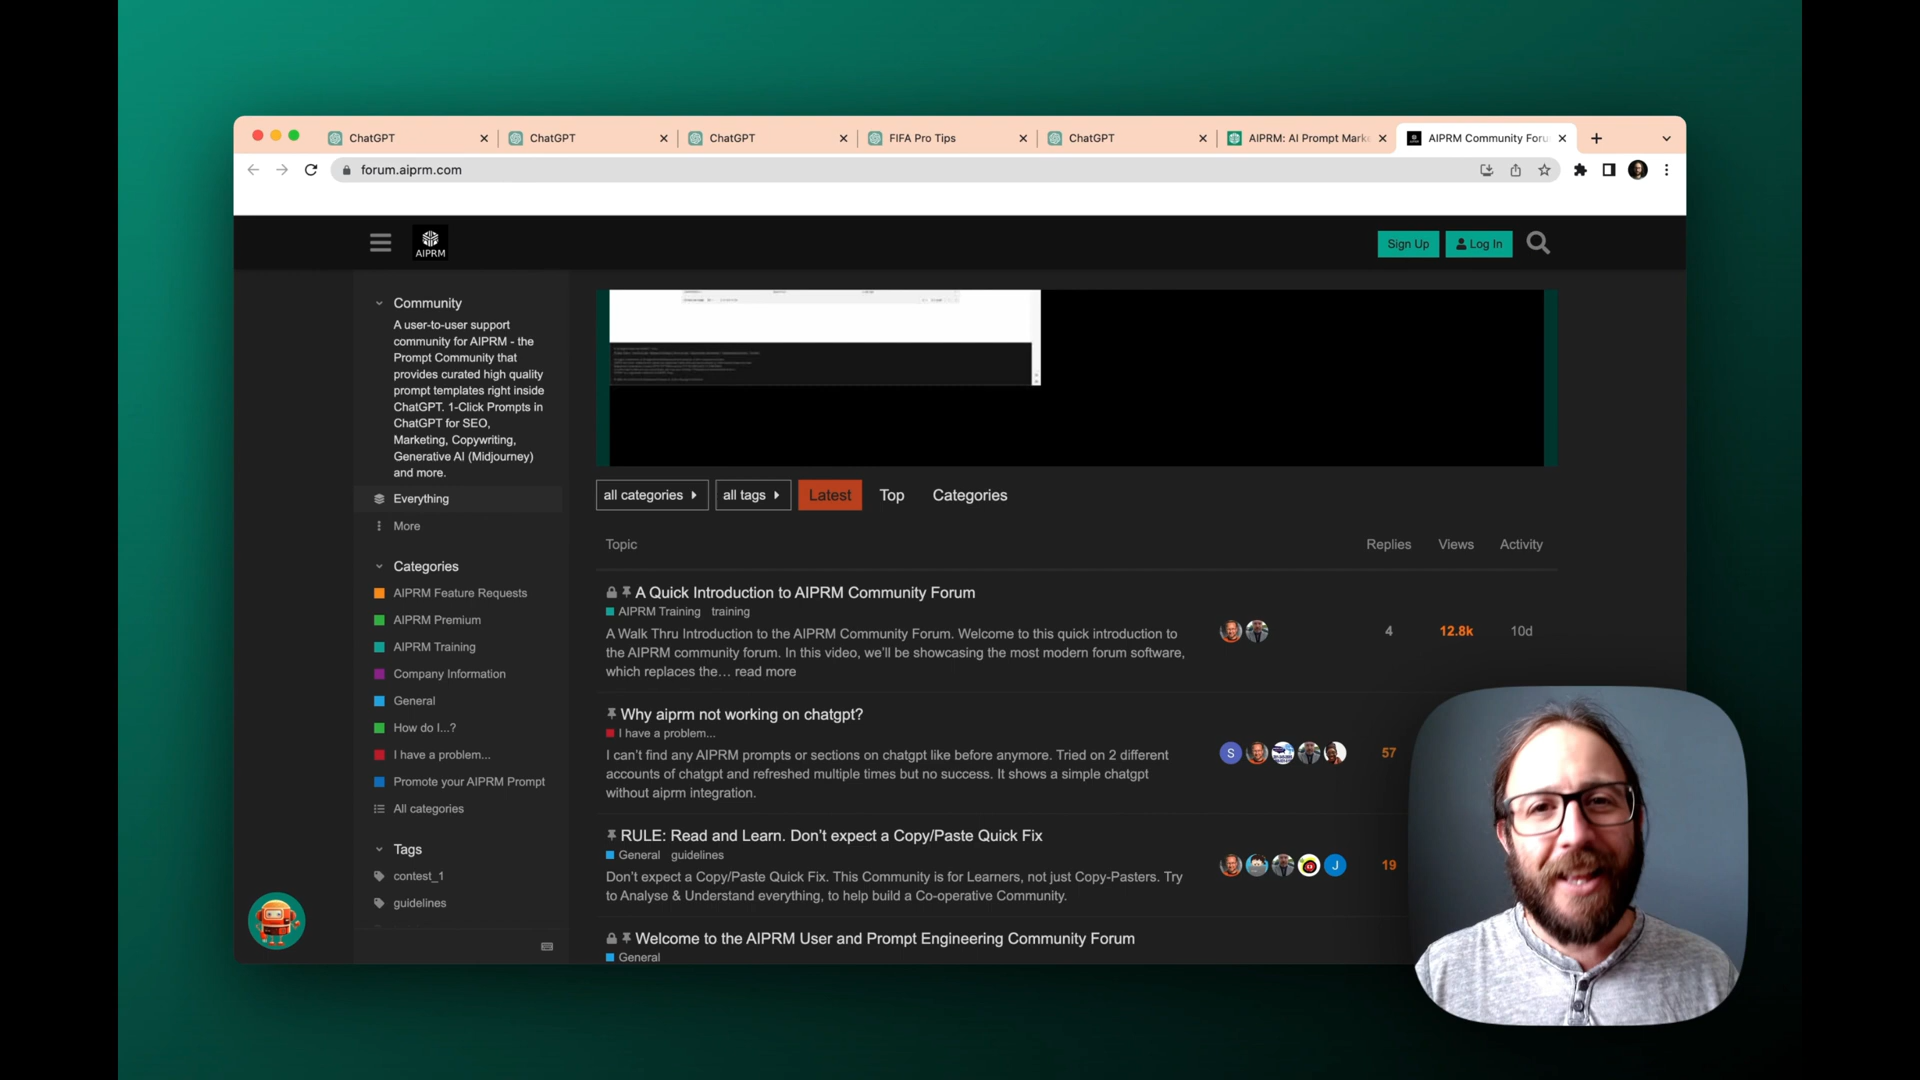 ChatGPT
ChatGPT
ChatGPT
FIFA Pro Tips
ChatGPT
AIPRM: AI Prompt Mark
AIPRM Community Foru
forum.aiprm.com
AIPRM
Sign Up
Log In
Community
A user-to-user support
community for AIPRM - the
Prompt Community that
provides curated high quality
prompt templates right inside
ChatGPT. 1-Click Prompts in
ChatGPT for SEO,
Marketing, Copywriting,
Generative AI (Midjourney)
and more.
Everything
More
Categories
AIPRM Feature Requests
AIPRM Premium
AIPRM Training
Company Information
General
How do I...?
I have a problem...
Promote your AIPRM Prompt
All categories
Tags
contest_1
guidelines
all categories
all tags
Latest
Top
Categories
Topic
Replies
Views
Activity
A Quick Introduction to AIPRM Community Forum
AIPRM Training training
A Walk Thru Introduction to the AIPRM Community Forum. Welcome to this quick introduction to
the AIPRM community forum. In this video, we'll be showcasing the most modern forum software,
which replaces the… read more
4
12.8k
10d
Why aiprm not working on chatgpt?
I have a problem...
I can't find any AIPRM prompts or sections on chatgpt like before anymore. Tried on 2 different
accounts of chatgpt and refreshed multiple times but no success. It shows a simple chatgpt
without aiprm integration.
S
57
RULE: Read and Learn. Don't expect a Copy/Paste Quick Fix
General guidelines
Don't expect a Copy/Paste Quick Fix. This Community is for Learners, not just Copy-Pasters. Try
to Analyse & Understand everything, to help build a Co-operative Community.
J
19
Welcome to the AIPRM User and Prompt Engineering Community Forum
General